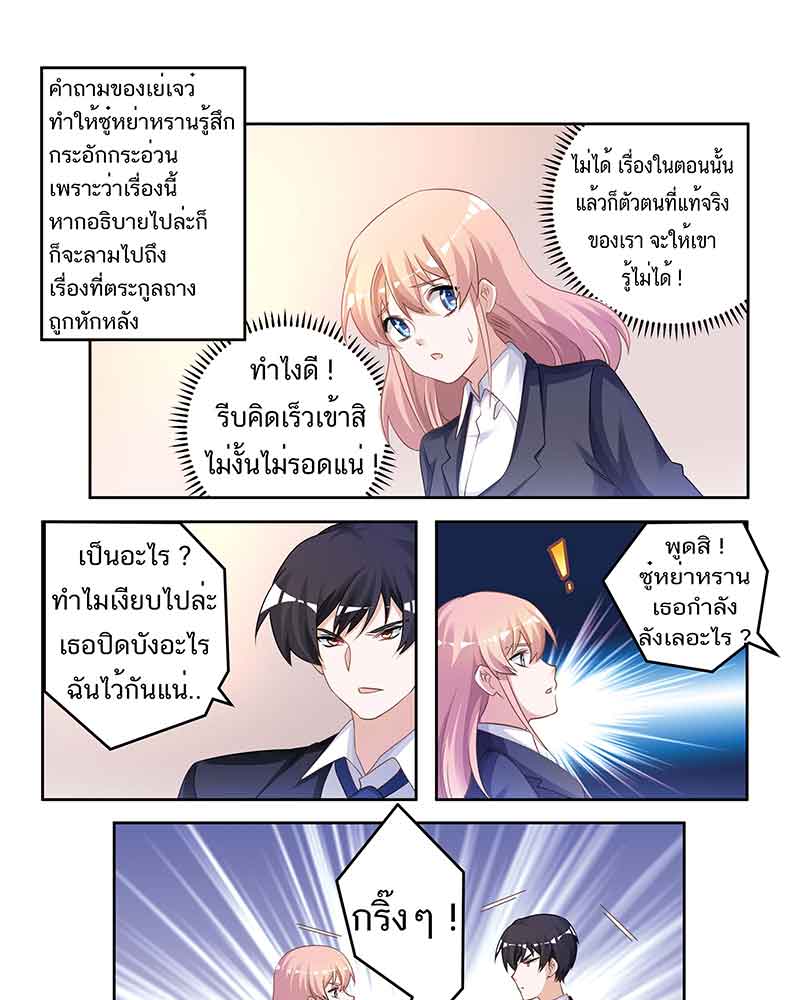 คำถามของเย่เจว๋
ทำให้ซู๋หย่าหรานรู้สึก
กระอักกระอ่วน
เพราะว่าเรื่องนี้
หากอธิบายไปล่ะก็
ก็จะลามไปถึง
เรื่องที่ตระกูลถาง
ถูกหักหลัง
ไม่ได้ เรื่องในตอนนั้น
แล้วก็ตัวตนที่แท้จริง
ของเรา จะให้เขา
รู้ไม่ได้ !
ทำไงดี !
รีบคิดเร็วเข้าสิ
ไม่งั้นไม่รอดแน่ !
เป็นอะไร ?
ทำไมเงียบไปล่ะ
เธอปิดบังอะไร
ฉันไว้กันแน่..
พูดสิ !
ซู๋หย่าหราน
เธอกำลัง
ลังเลอะไร ?
กริ๊งๆ !